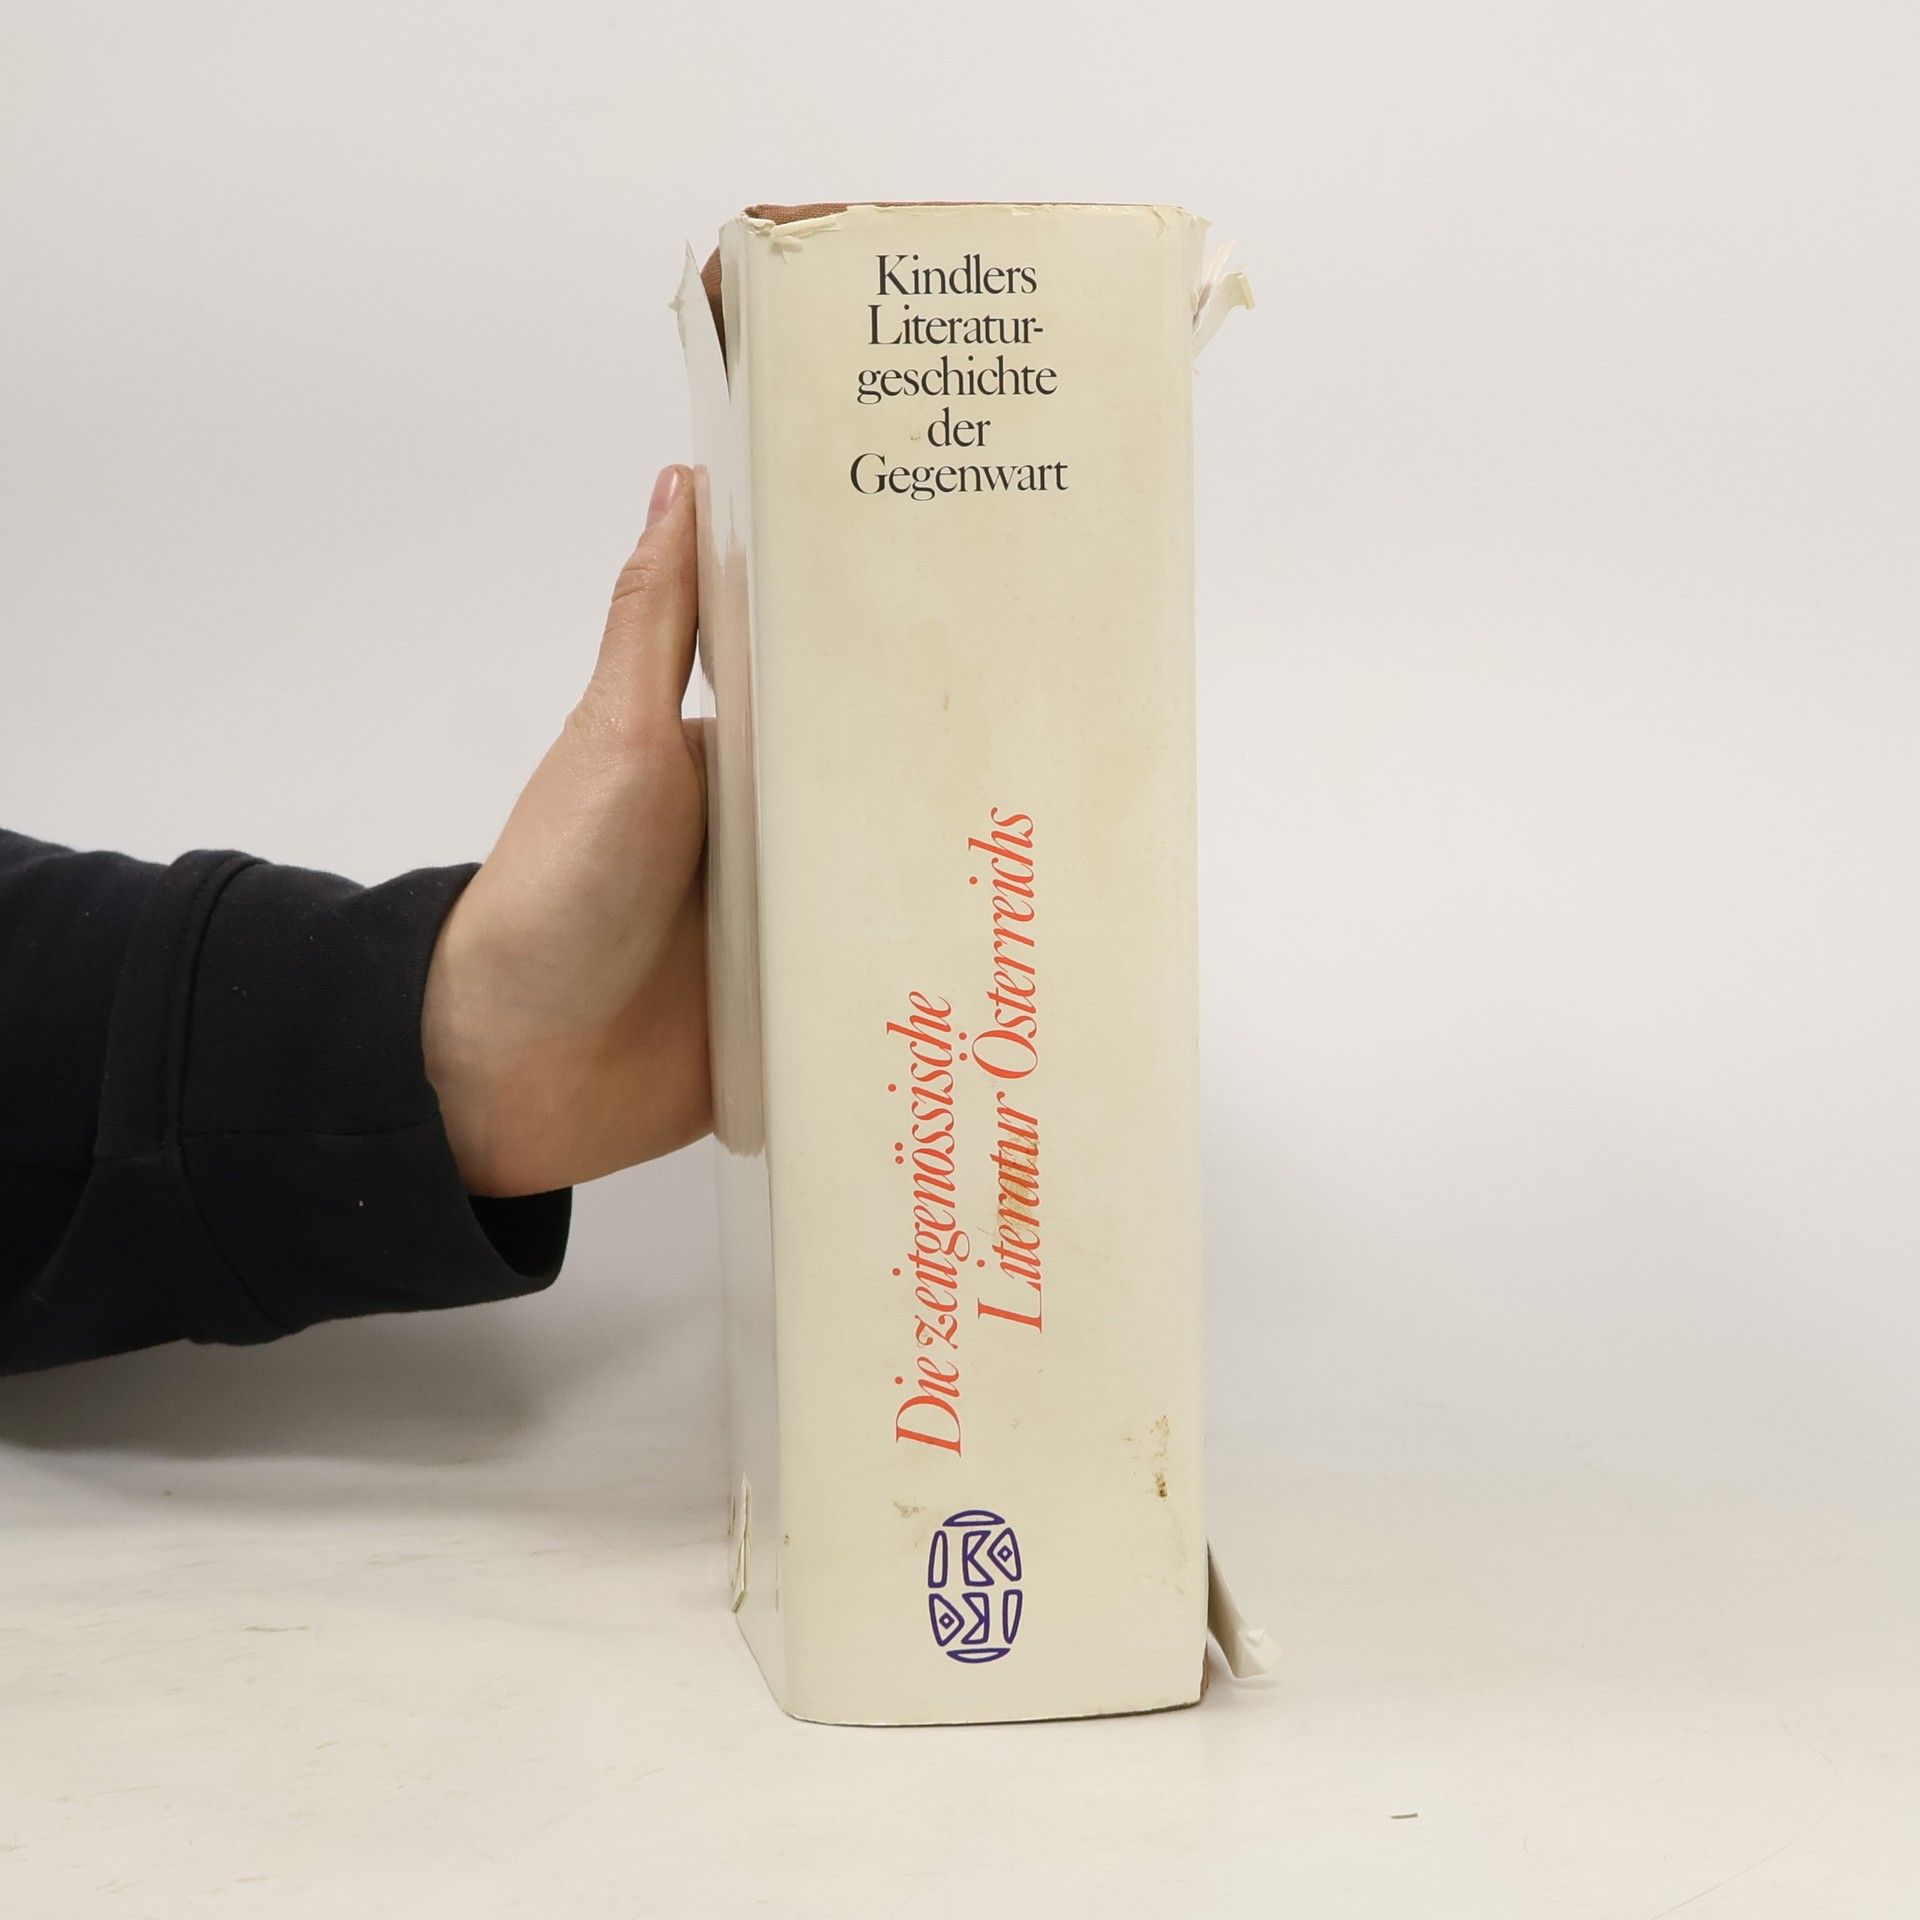 Kindlers
Literatur-
geschichte
der
Gegenwart
Die zeitgenössische
Literatur Österreichs